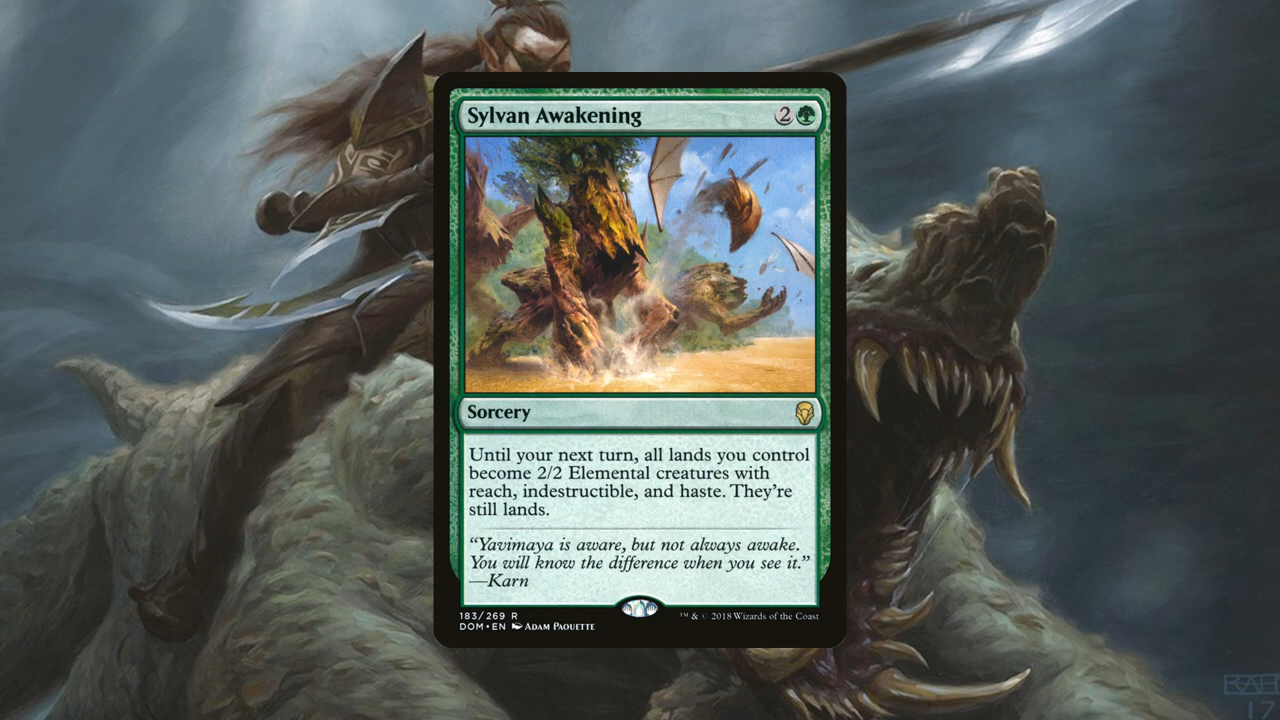 Sylvan Awakening 2
Sorcery
Until your next turn, all lands you control
become 2/2 Elemental creatures with
reach, indestructible, and haste. They're
still lands.
“Yavimaya is aware, but not always awake.
You will know the difference when you see it.”
—Karn
183/269 R
™ & © 2018 Wizards of the Coast
DOM • EN Adam Paquette
17